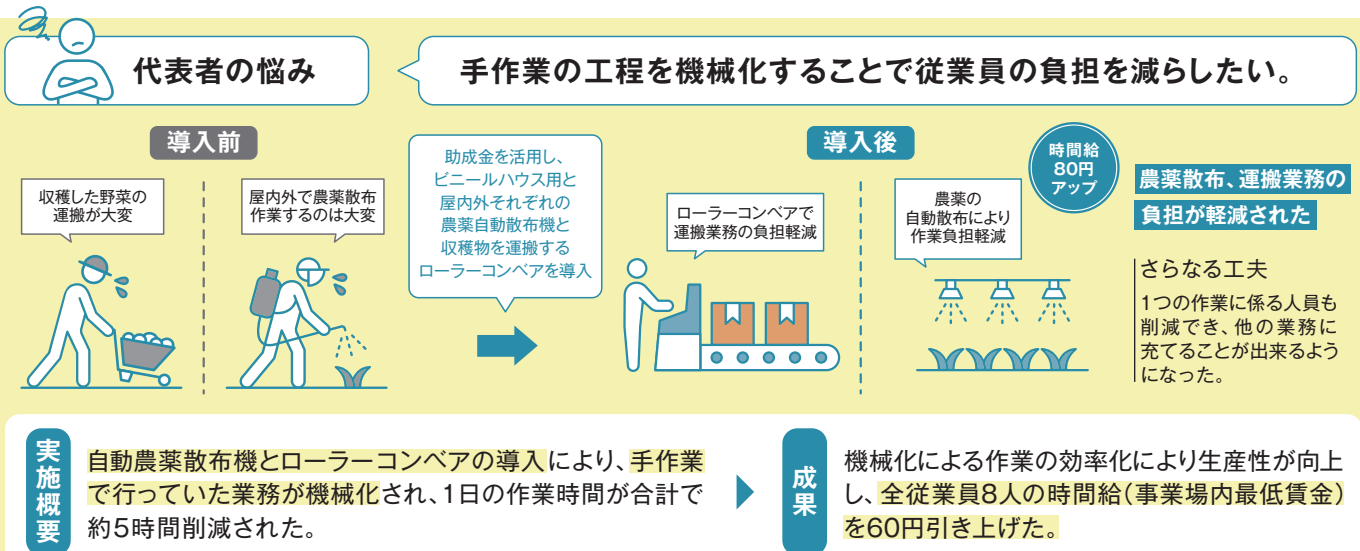 代表者の悩み
手作業の工程を機械化することで従業員の負担を減らしたい。
導入前
収穫した野菜の
運搬が大変
屋内外で農薬散布
作業するのは大変
助成金を活用し、
ビニールハウス用と
屋内外それぞれの
農薬自動散布機と
収穫物を運搬する
ローラーコンベアを導入
導入後
ローラーコンベアで
運搬業務の負担軽減
農薬の
自動散布により
作業負担軽減
時間給
80円
アップ
農薬散布、運搬業務の
負担が軽減された
さらなる工夫
1つの作業に係る人員も
削減でき、他の業務に
充てることが出来るよう
になった。
実施概要
自動農薬散布機とローラーコンベアの導入により、手作業
で行っていた業務が機械化され、1日の作業時間が合計で
約5時間削減された。
成果
機械化による作業の効率化により生産性が向上
し、全従業員8人の時間給(事業場内最低賃金)
を60円引き上げた。